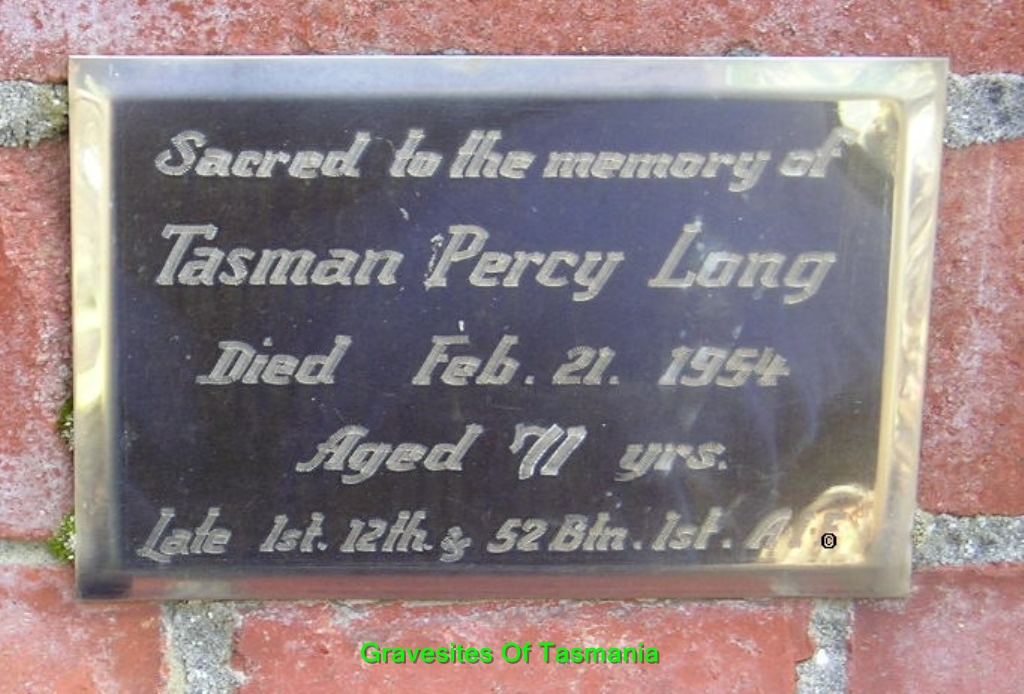 Sacred to the memory of
Tasman Percy Long
Died Feb. 21. 1954
Aged 71 yrs.
Late 1st. 12th. & 52 Btn. 1st. A
©
Gravesites Of Tasmania